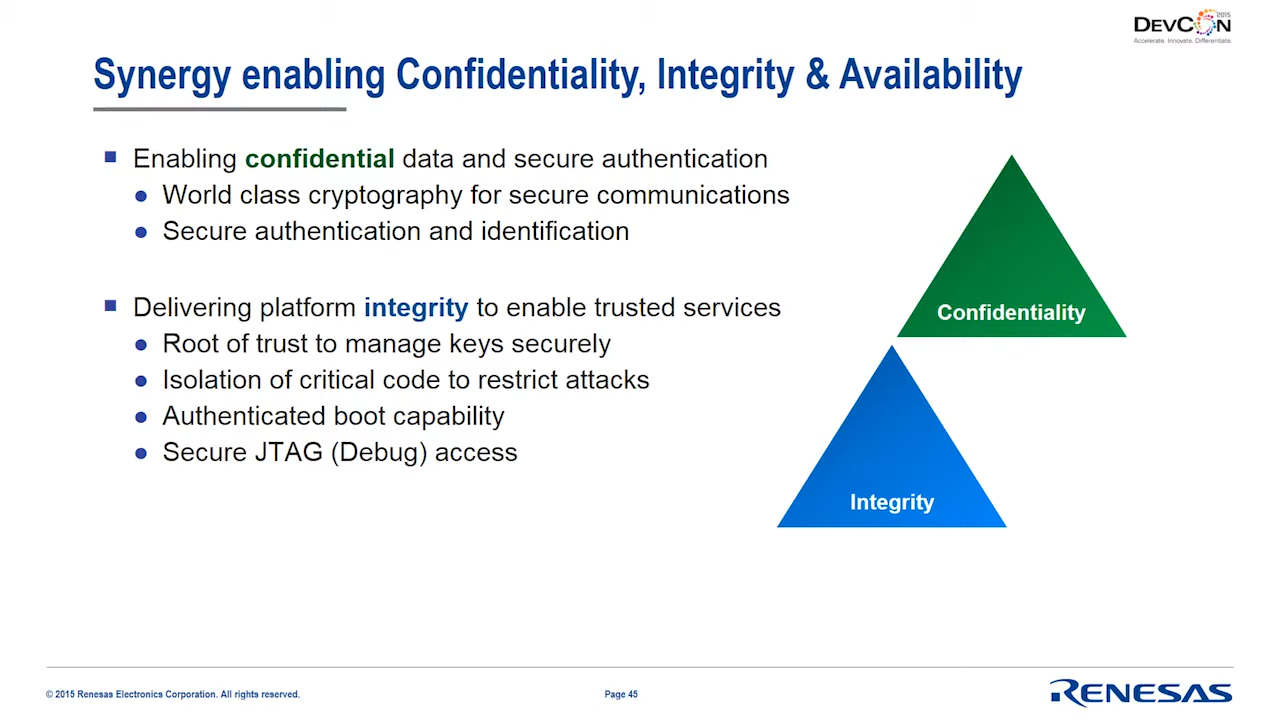 2015
DevCon
Accelerate. Innovate. Differentiate.
Synergy enabling Confidentiality, Integrity & Availability
Enabling confidential data and secure authentication
World class cryptography for secure communications
Secure authentication and identification
Delivering platform integrity to enable trusted services
Root of trust to manage keys securely
Isolation of critical code to restrict attacks
Authenticated boot capability
Secure JTAG (Debug) access
Confidentiality
Integrity
© 2015 Renesas Electronics Corporation. All rights reserved.
Page 45
RENESAS